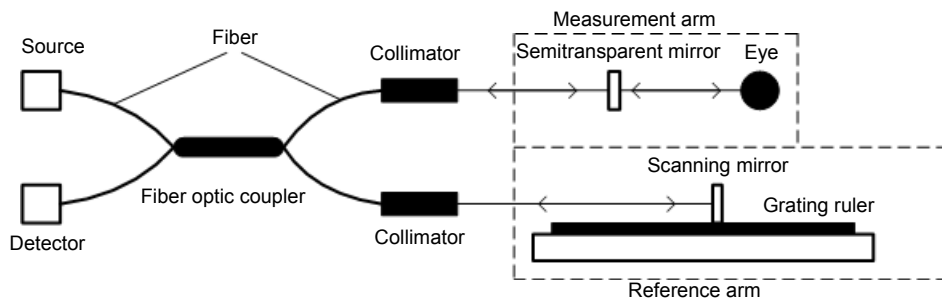 Measurement arm
Source
Fiber
Collimator
Semitransparent mirror
Eye
Fiber optic coupler
Scanning mirror
Grating ruler
Detector
Collimator
Reference arm